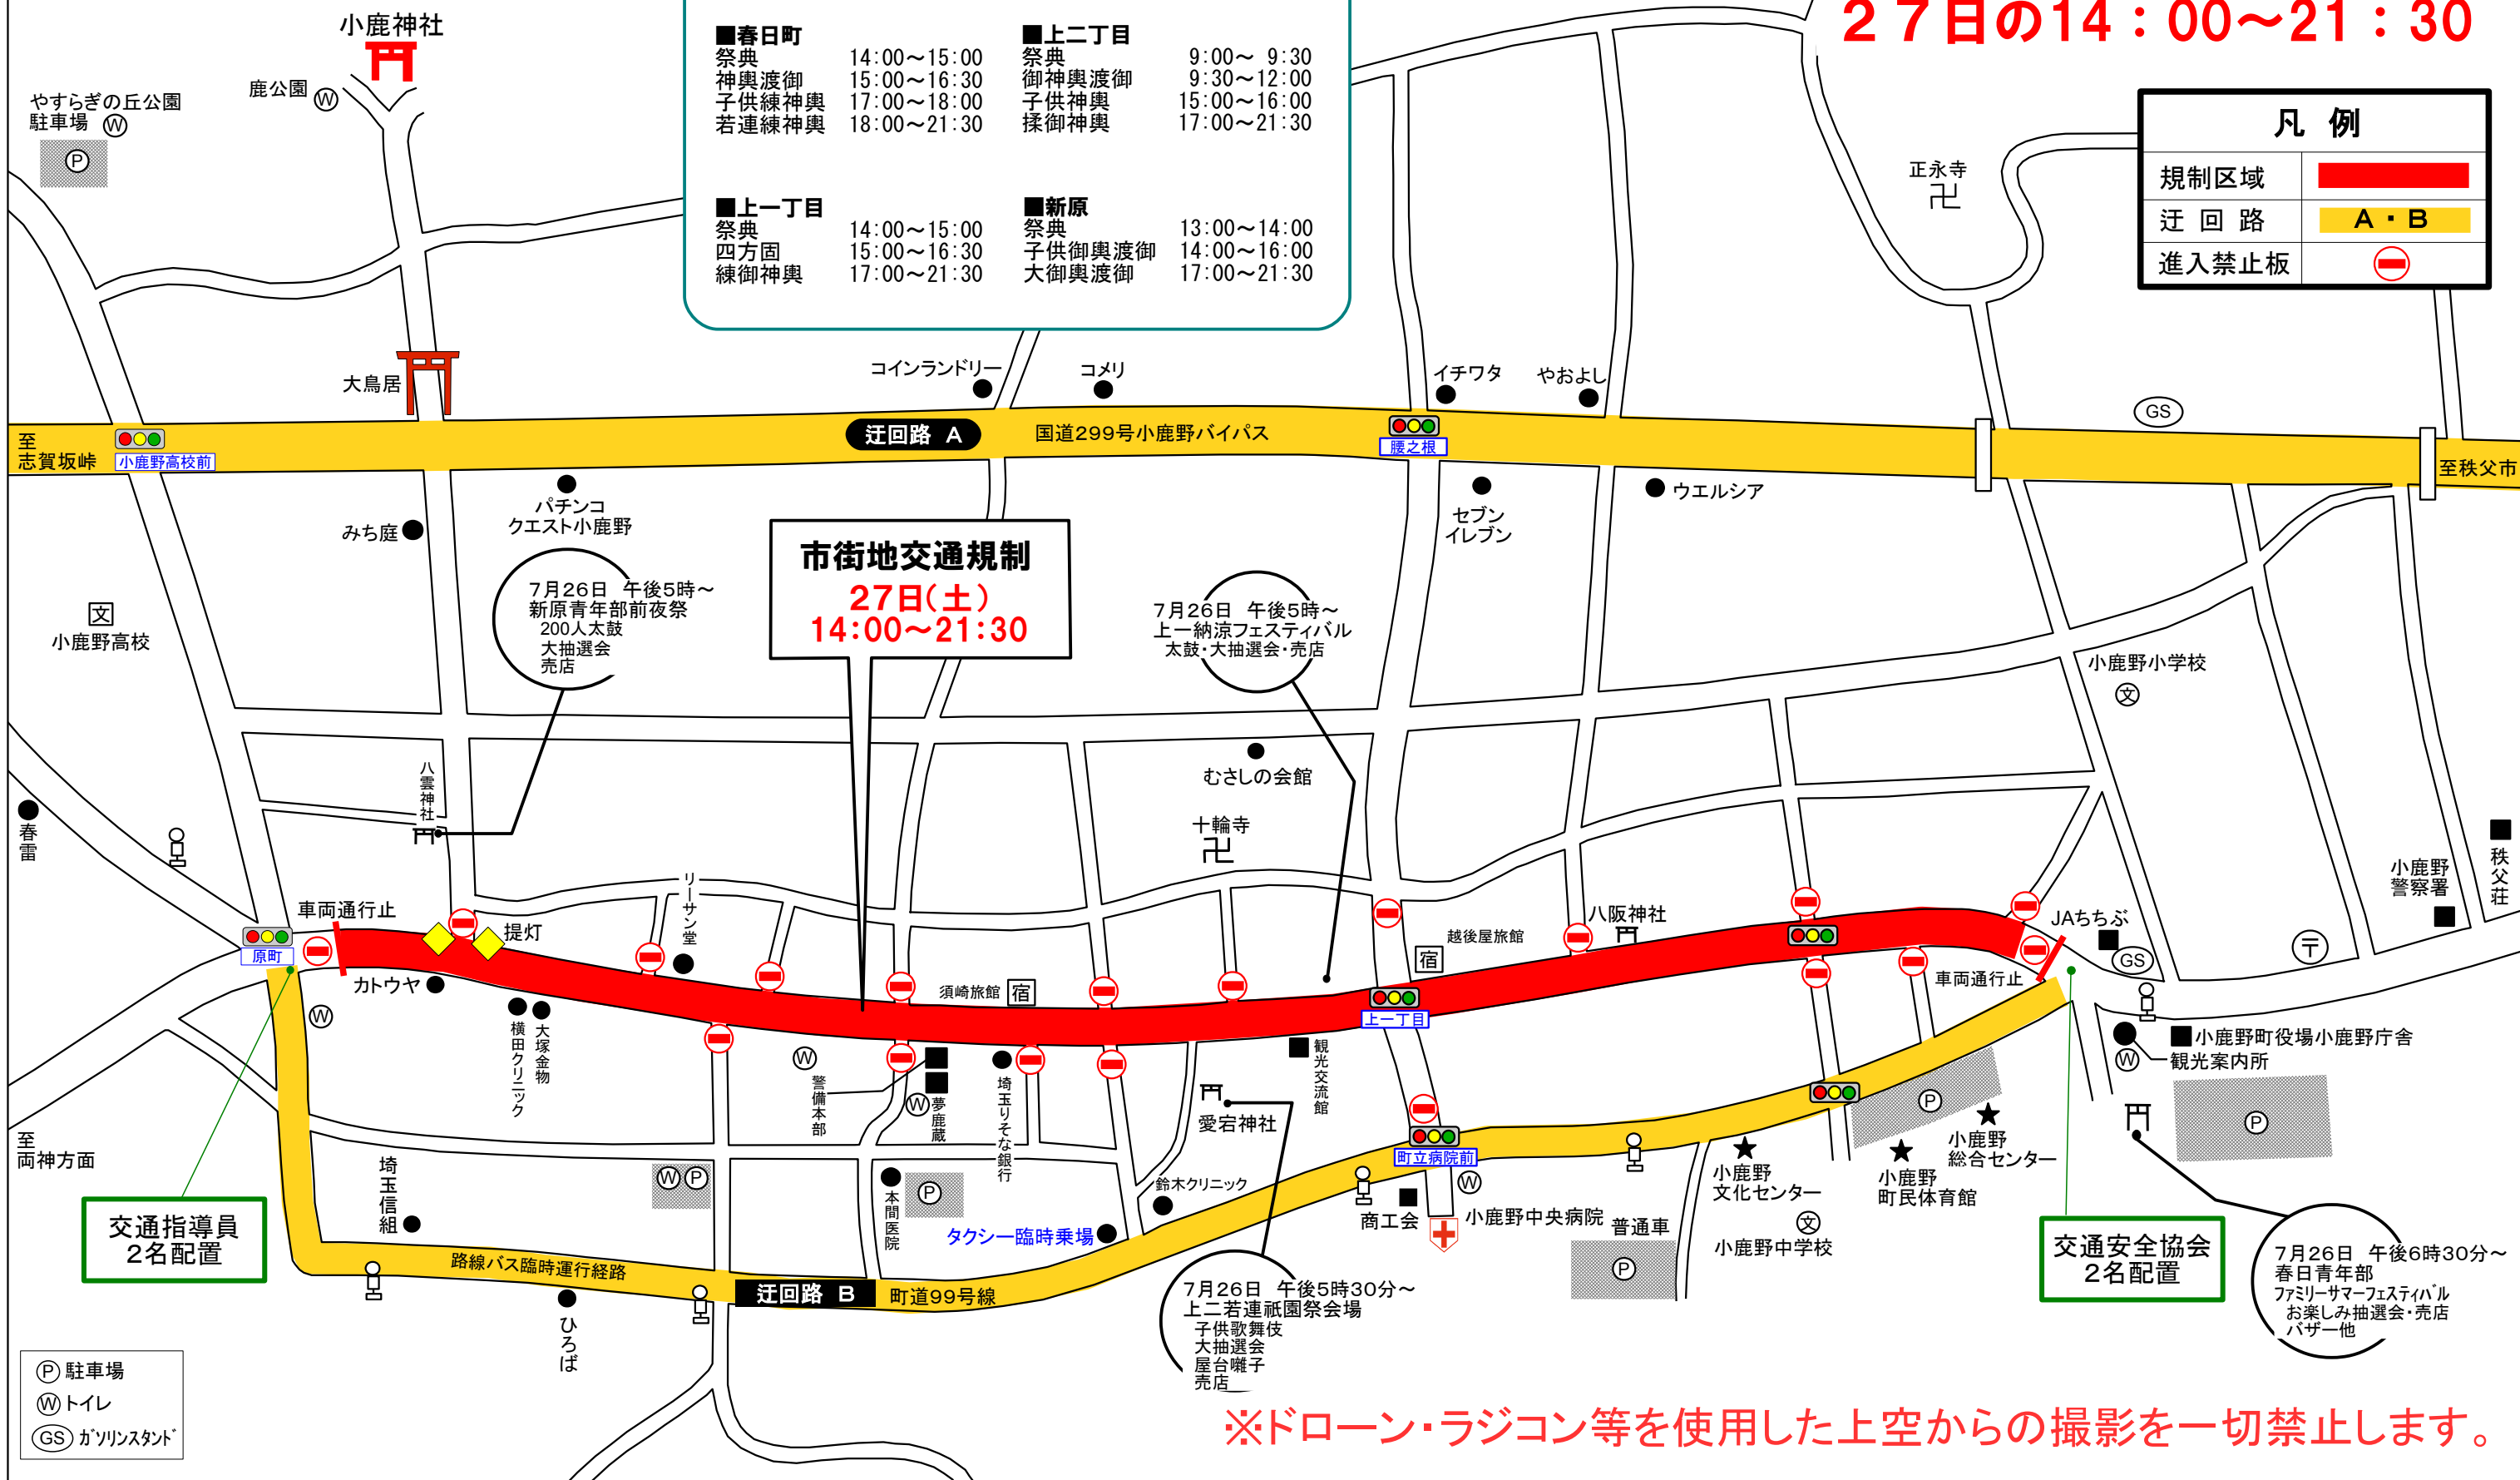 27日の14：00～21：30
小鹿神社
鹿公園 W
やすらぎの丘公園
駐車場 W
P
■春日町
祭典 14:00～15:00
神輿渡御 15:00～16:30
子供練神輿 17:00～18:00
若連練神輿 18:00～21:30
■上二丁目
祭典 9:00～ 9:30
御神輿渡御 9:30～12:00
子供神輿 15:00～16:00
揉御神輿 17:00～21:30
■上一丁目
祭典 14:00～15:00
四方固 15:00～16:30
練御神輿 17:00～21:30
■新原
祭典 13:00～14:00
子供御輿渡御 14:00～16:00
大御輿渡御 17:00～21:30
凡 例
規制区域
迂 回 路 A・B
進入禁止板
正永寺
大鳥居
コインランドリー
コメリ
イチワタ
やおよし
GS
至
志賀坂峠
小鹿野高校前
迂回路 A
国道299号小鹿野バイパス
腰之根
至秩父市
みち庭
パチンコ
クエスト小鹿野
セブン
イレブン
ウエルシア
市街地交通規制
27日(土)
14:00～21:30
7月26日 午後5時～
新原青年部前夜祭
200人太鼓
大抽選会
売店
7月26日 午後5時～
上一納涼フェスティバル
太鼓・大抽選会・売店
文
小鹿野高校
小鹿野小学校
文
むさしの会館
十輪寺
八雲神社
春雷
リーサン堂
秩父荘
小鹿野
警察署
車両通行止
提灯
原町
カトウヤ
W
横田クリニック
大塚金物
須崎旅館
宿
越後屋旅館
宿
八阪神社
上一丁目
JAちちぶ
GS
車両通行止
〒
W
警備本部
W
夢鹿蔵
埼玉りそな銀行
観光交流館
愛宕神社
町立病院前
W
■小鹿野町役場小鹿野庁舎
観光案内所
W
P
P
小鹿野
総合センター
小鹿野
町民体育館
小鹿野
文化センター
文
小鹿野中学校
至
両神方面
埼玉信組
W P
本間医院
P
鈴木クリニック
タクシー臨時乗場
商工会
小鹿野中央病院
普通車
P
交通指導員
2名配置
交通安全協会
2名配置
路線バス臨時運行経路
迂回路 B
町道99号線
ひろば
7月26日 午後5時30分～
上二若連祇園祭会場
子供歌舞伎
大抽選会
屋台囃子
売店
7月26日 午後6時30分～
春日青年部
ファミリーサマーフェスティバル
お楽しみ抽選会・売店
バザー他
P 駐車場
W トイレ
GS ガソリンスタンド
※ドローン・ラジコン等を使用した上空からの撮影を一切禁止します。